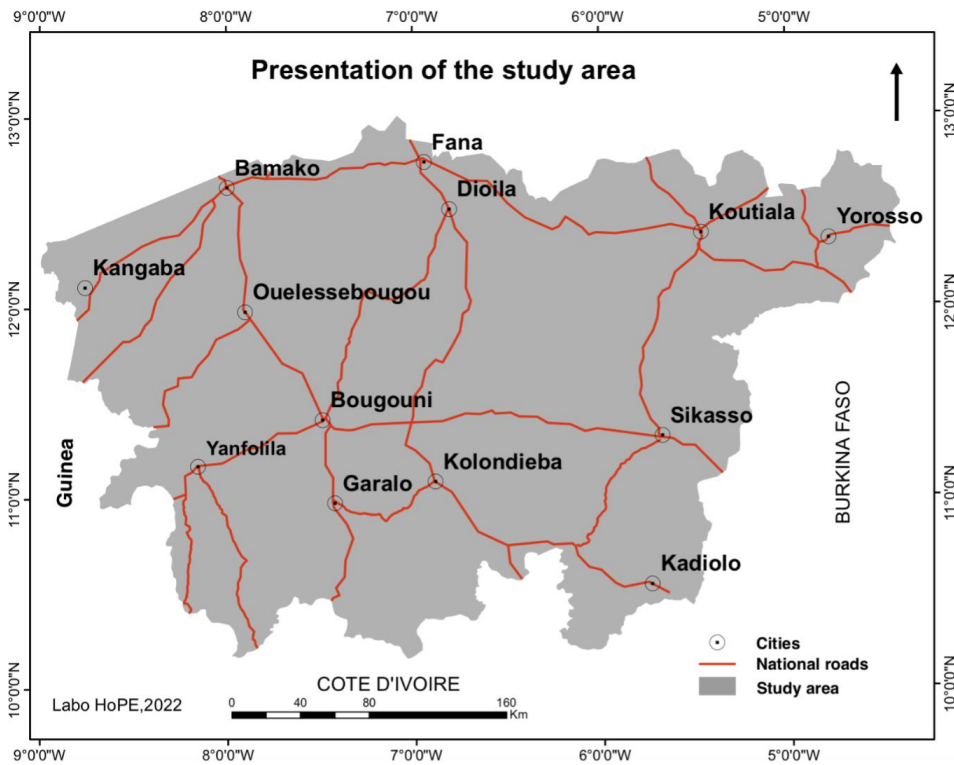 9°0'0"W 8°0'0"W 7°0'0"W 6°0'0"W 5°0'0"W
Presentation of the study area
13°0'0"N
13°0'0"N
Fana
Bamako
Dioila
Koutiala
Yorosso
Kangaba
Ouelessebougou
12°0'0"N
12°0'0"N
Bougouni
Sikasso
BURKINA FASO
Yanfolila
Guinea
Kolondieba
Garalo
11°0'0"N
11°0'0"N
Kadiolo
Cities
National roads
Study area
COTE D'IVOIRE
10°0'0"N
10°0'0"N
Labo HoPE,2022
0 40 80 160
Km
9°0'0"W 8°0'0"W 7°0'0"W 6°0'0"W 5°0'0"W